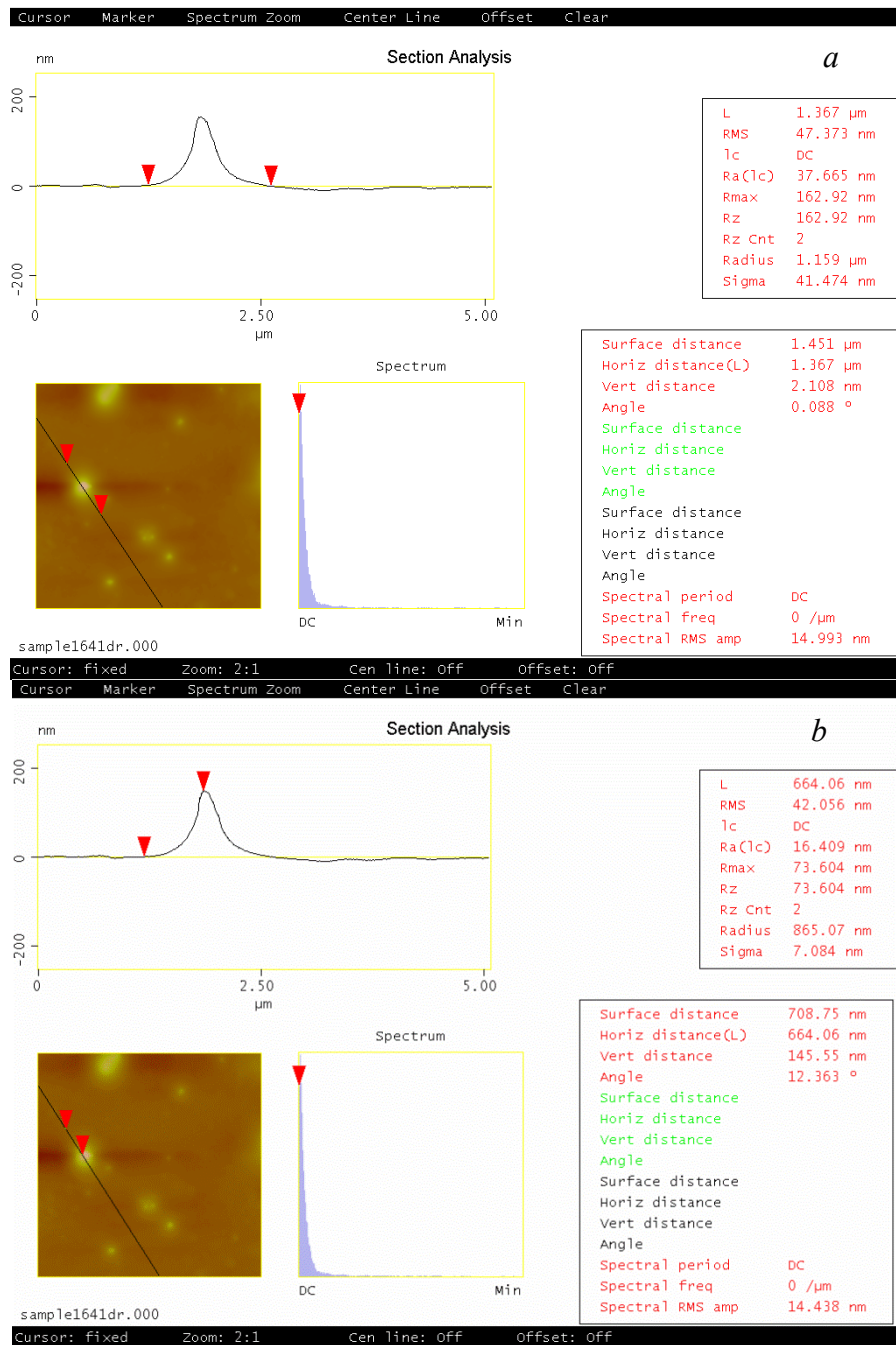 Cursor Marker Spectrum Zoom Center Line Offset Clear
nm Section Analysis a
200
0
-200
0 2.50 5.00
µm
L 1.367 µm
RMS 47.373 nm
lc DC
Ra(lc) 37.665 nm
Rmax 162.92 nm
Rz 162.92 nm
Rz Cnt 2
Radius 1.159 µm
Sigma 41.474 nm
Spectrum
DC Min
Surface distance 1.451 µm
Horiz distance(L) 1.367 µm
Vert distance 2.108 nm
Angle 0.088 º
Surface distance
Horiz distance
Vert distance
Angle
Surface distance
Horiz distance
Vert distance
Angle
Spectral period DC
Spectral freq 0 /µm
Spectral RMS amp 14.993 nm
sample1641dr.000
Cursor: fixed Zoom: 2:1 Cen line: Off Offset: Off
Cursor Marker Spectrum Zoom Center Line Offset Clear
nm Section Analysis b
200
0
-200
0 2.50 5.00
µm
L 664.06 nm
RMS 42.056 nm
lc DC
Ra(lc) 16.409 nm
Rmax 73.604 nm
Rz 73.604 nm
Rz Cnt 2
Radius 865.07 nm
Sigma 7.084 nm
Spectrum
DC Min
Surface distance 708.75 nm
Horiz distance(L) 664.06 nm
Vert distance 145.55 nm
Angle 12.363 º
Surface distance
Horiz distance
Vert distance
Angle
Surface distance
Horiz distance
Vert distance
Angle
Spectral period DC
Spectral freq 0 /µm
Spectral RMS amp 14.438 nm
sample1641dr.000
Cursor: fixed Zoom: 2:1 Cen line: Off Offset: Off